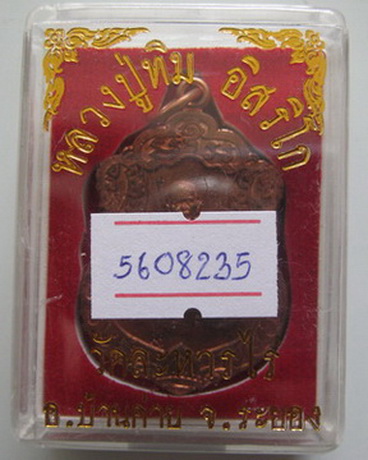 หลวงปู่ทิม อิสริโก
5608235
วัดละหารไร่
อ.บ้านค่าย จ.ระยอง